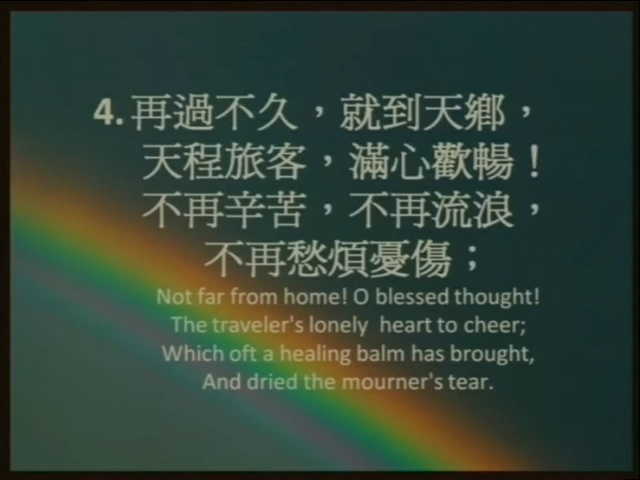 4. 再過不久，就到天鄉，
天程旅客，滿心歡暢！
不再辛苦，不再流浪，
不再愁煩憂傷；
Not far from home! O blessed thought!
The traveler's lonely heart to cheer;
Which oft a healing balm has brought,
And dried the mourner's tear.